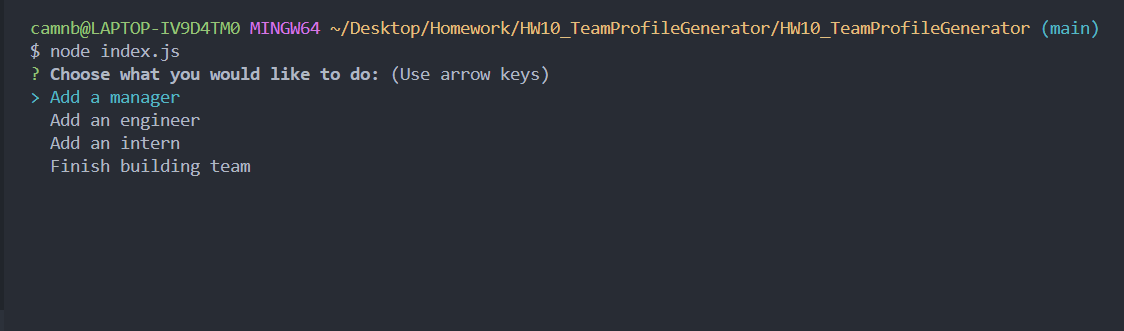 camnb@LAPTOP-IV9D4TM0 MINGW64 ~/Desktop/Homework/HW10_TeamProfileGenerator/HW10_TeamProfileGenerator (main)
$ node index.js
? Choose what you would like to do: (Use arrow keys)
> Add a manager
  Add an engineer
  Add an intern
  Finish building team